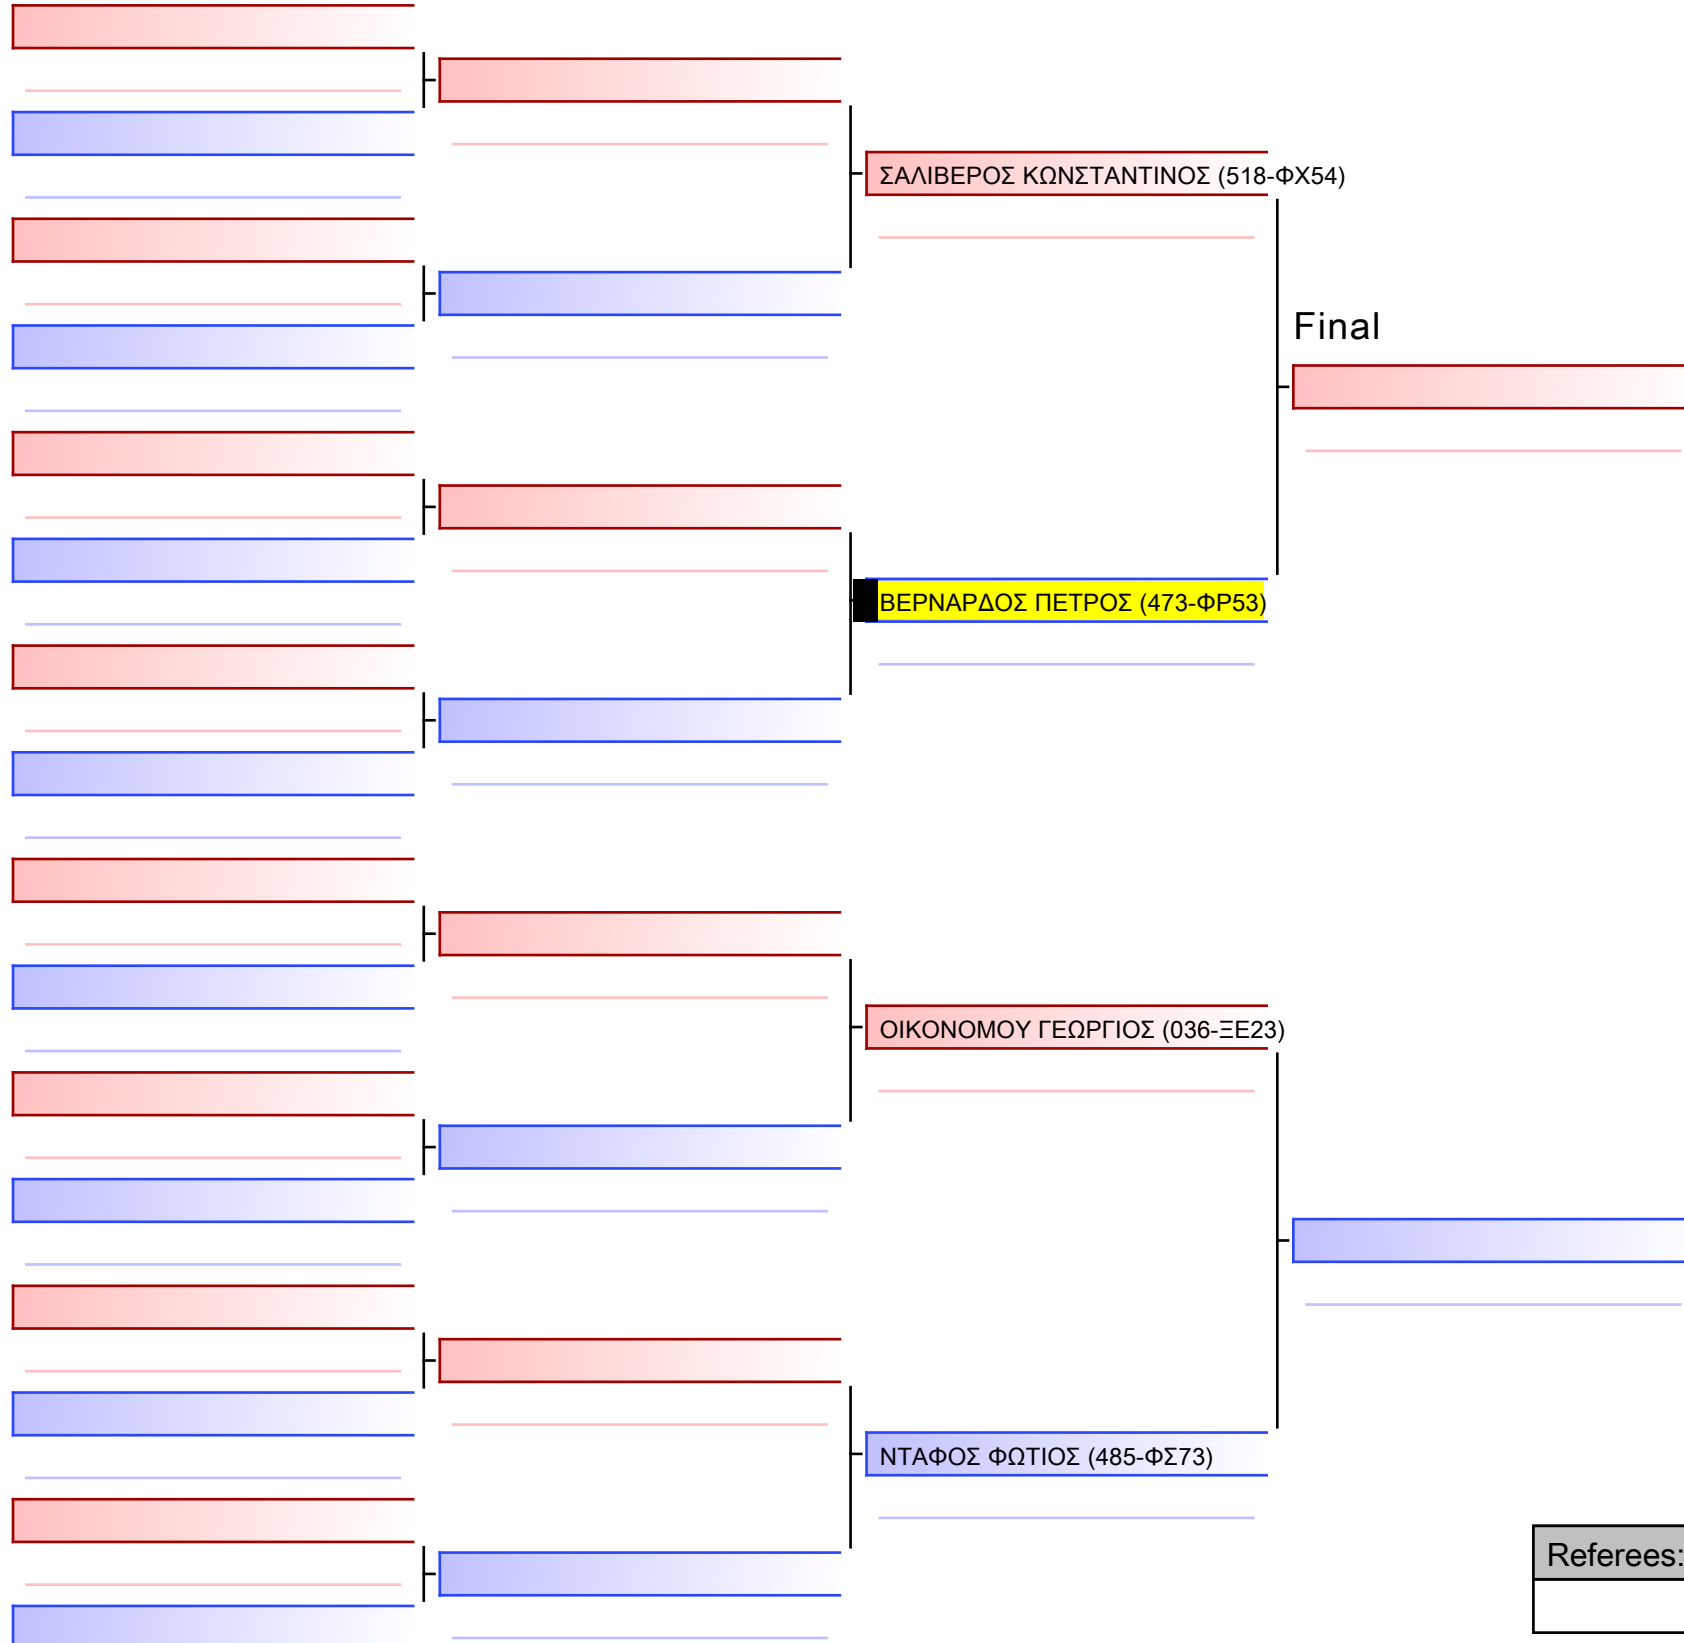 ΣΑΛΙΒΕΡΟΣ ΚΩΝΣΤΑΝΤΙΝΟΣ (518-ΦΧ54)
Final
ΒΕΡΝΑΡΔΟΣ ΠΕΤΡΟΣ (473-ΦΡ53)
ΟΙΚΟΝΟΜΟΥ ΓΕΩΡΓΙΟΣ (036-ΞΕ23)
ΝΤΑΦΟΣ ΦΩΤΙΟΣ (485-ΦΣ73)
Referees: